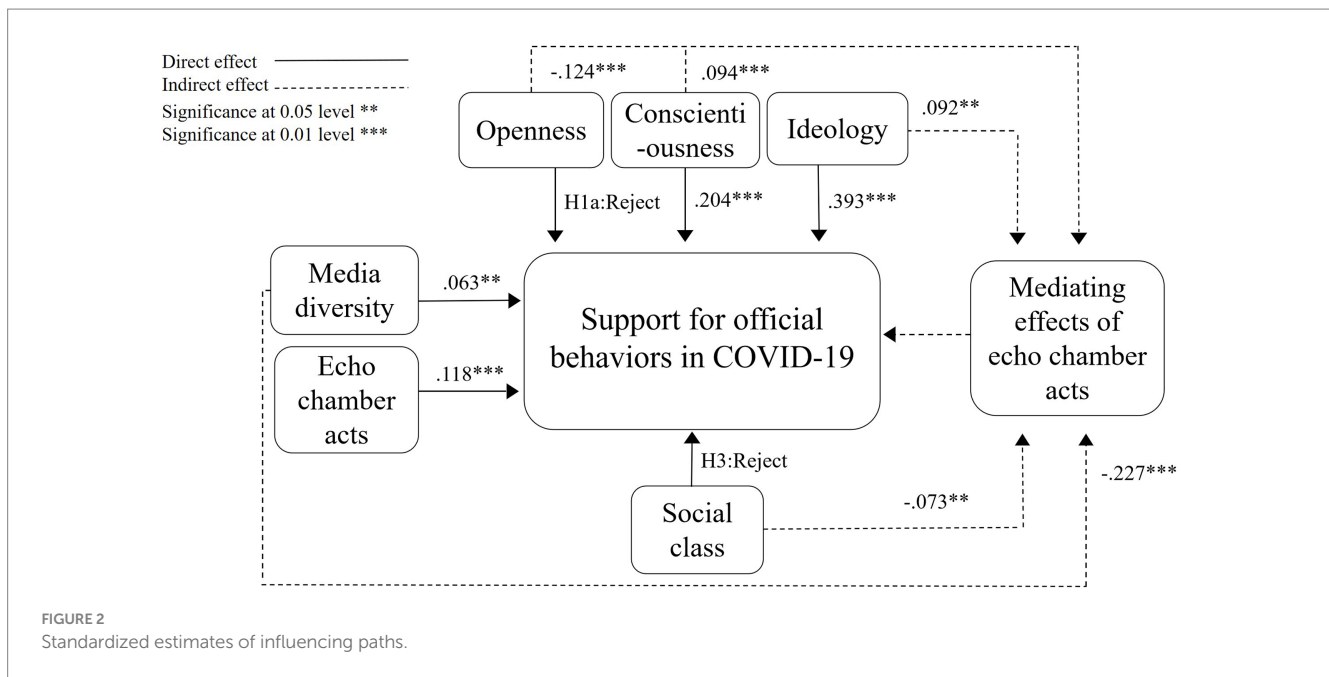 Direct effect
Indirect effect
Significance at 0.05 level **
Significance at 0.01 level ***
-.124***
.094***
Openness
Conscienti
-ousness
Ideology
.092**
H1a:Reject
.204***
.393***
Media
diversity
.063**
Echo
chamber
acts
.118***
Support for official
behaviors in COVID-19
Mediating
effects of
echo chamber
acts
H3:Reject
Social
class
-.073**
-.227***
FIGURE 2
Standardized estimates of influencing paths.